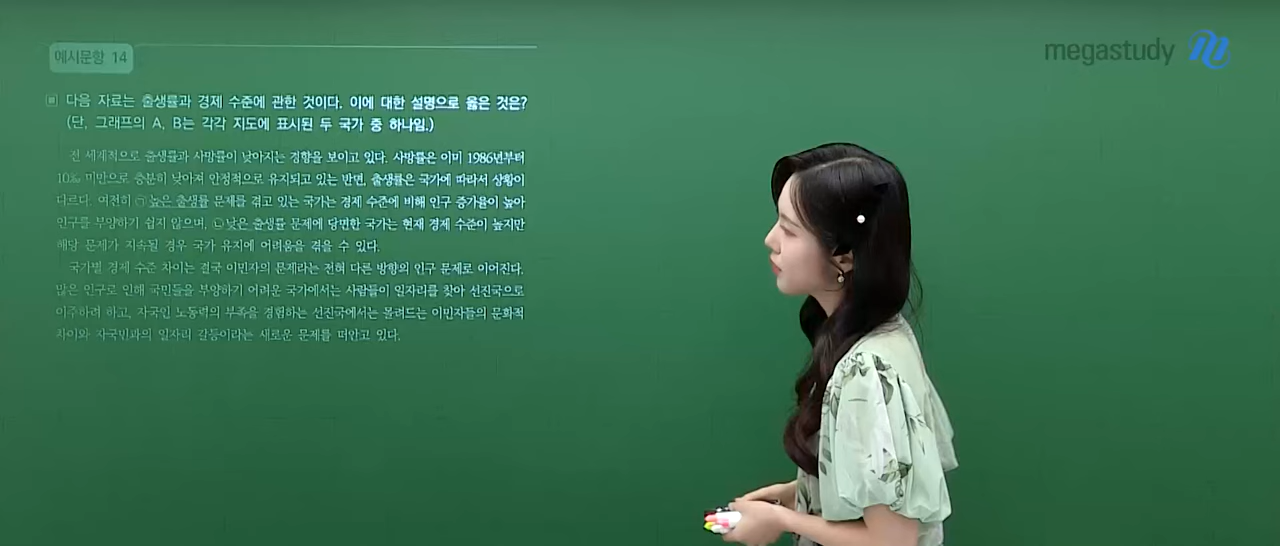 예시문항 14
megastudy
다음 자료는 출생률과 경제 수준에 관한 것이다. 이에 대한 설명으로 옳은 것은?
(단, 그래프의 A, B는 각각 지도에 표시된 두 국가 중 하나임.)
전 세계적으로 출생률과 사망률이 낮아지는 경향을 보이고 있다. 사망률은 이미 1986년부터
10‰ 미만으로 충분히 낮아져 안정적으로 유지되고 있는 반면, 출생률은 국가에 따라서 상황이
다르다. 여전히 ㉠높은 출생률 문제를 겪고 있는 국가는 경제 수준에 비해 인구 증가율이 높아
인구를 부양하기 쉽지 않으며, ㉡낮은 출생률 문제에 당면한 국가는 현재 경제 수준이 높지만
해당 문제가 지속될 경우 국가 유지에 어려움을 겪을 수 있다.
국가별 경제 수준 차이는 결국 이민자의 문제라는 전혀 다른 방향의 인구 문제로 이어진다.
많은 인구로 인해 국민들을 부양하기 어려운 국가에서는 사람들이 일자리를 찾아 선진국으로
이주하려 하고, 자국인 노동력의 부족을 경험하는 선진국에서는 몰려드는 이민자들의 문화적
차이와 자국민과의 일자리 갈등이라는 새로운 문제를 떠안고 있다.